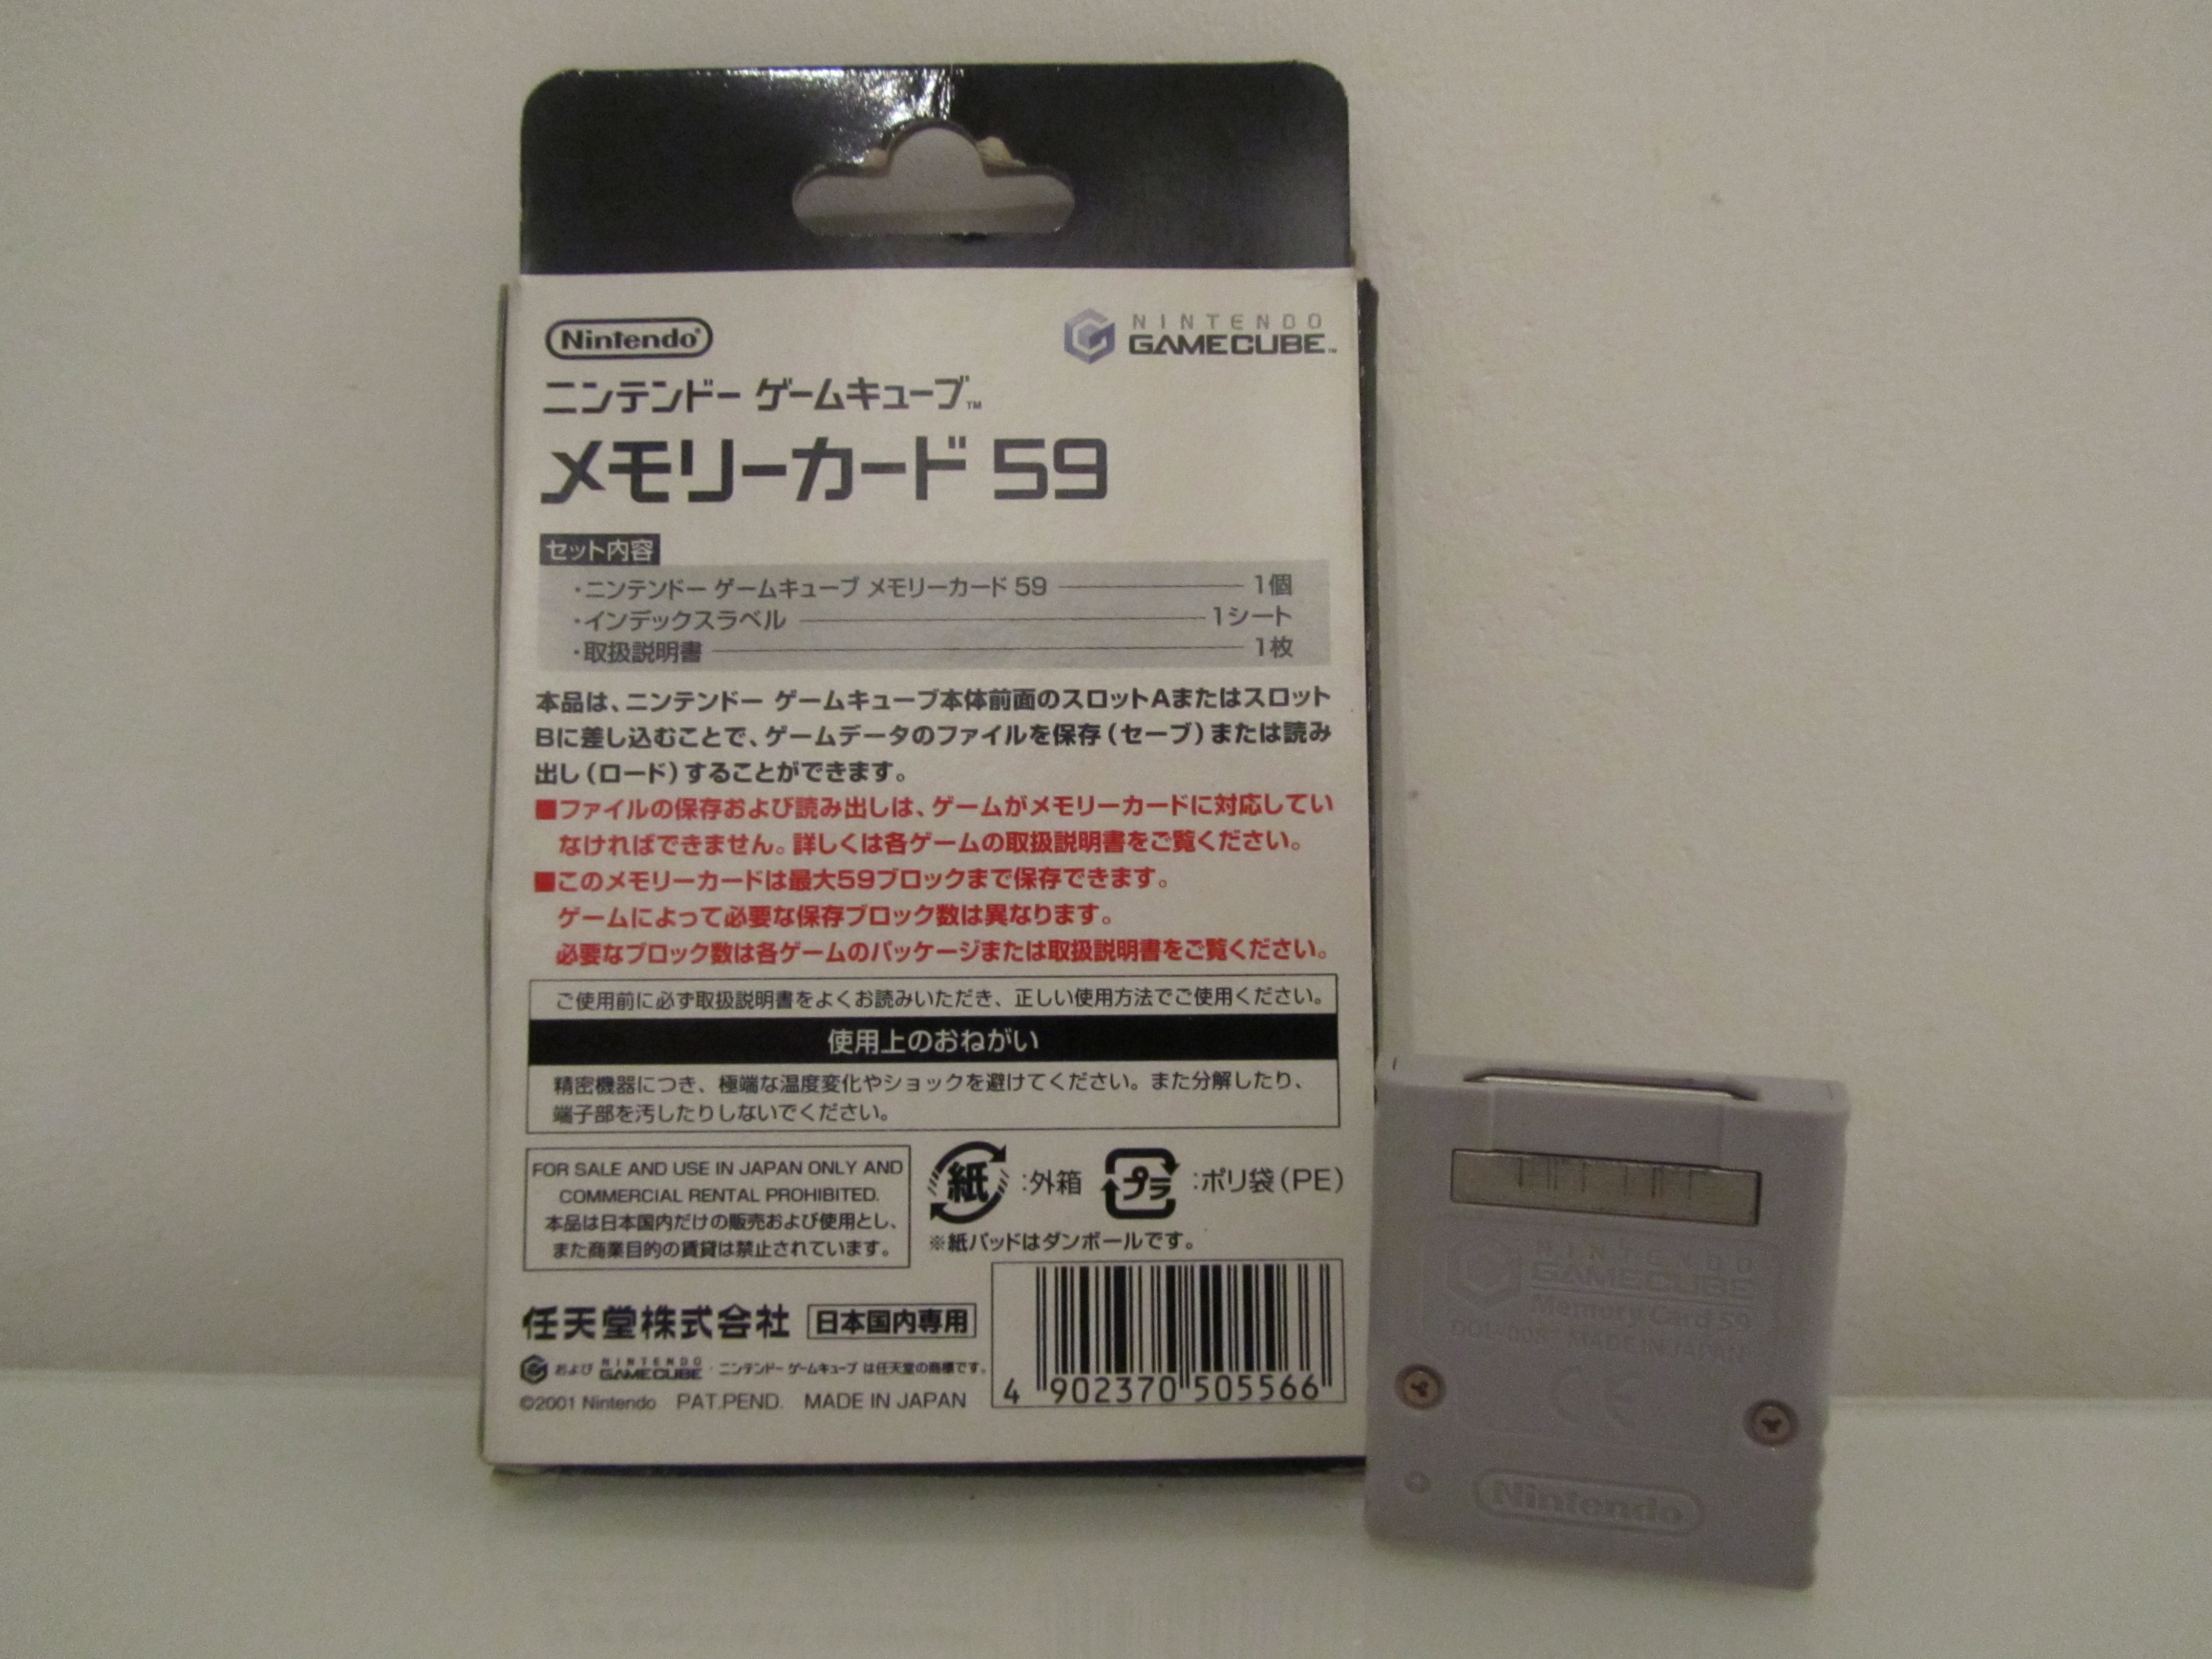 Nintendo®
NINTENDO
GAMECUBE™
ニンテンドー ゲームキューブ™
メモリーカード 59
セット内容
・ニンテンドー ゲームキューブ メモリーカード 59 1個
・インデックスラベル 1シート
・取扱説明書 1枚
本品は、ニンテンドー ゲームキューブ本体前面のスロットAまたはスロット
Bに差し込むことで、ゲームデータのファイルを保存(セーブ)または読み
出し(ロード)することができます。
■ファイルの保存および読み出しは、ゲームがメモリーカードに対応してい
なければできません。詳しくは各ゲームの取扱説明書をご覧ください。
■このメモリーカードは最大59ブロックまで保存できます。
ゲームによって必要な保存ブロック数は異なります。
必要なブロック数は各ゲームのパッケージまたは取扱説明書をご覧ください。
ご使用前に必ず取扱説明書をよくお読みいただき、正しい使用方法でご使用ください。
使用上のおねがい
精密機器につき、極端な温度変化やショックを避けてください。また分解したり、
端子部を汚したりしないでください。
FOR SALE AND USE IN JAPAN ONLY AND
COMMERCIAL RENTAL PROHIBITED.
本品は日本国内だけの販売および使用とし、
また商業目的の賃貸は禁止されています。
紙:外箱 プラ:ポリ袋(PE)
※紙パッドはダンボールです。
任天堂株式会社 日本国内専用
および NINTENDO GAMECUBE・ニンテンドー ゲームキューブ は任天堂の商標です。
©2001 Nintendo PAT.PEND. MADE IN JAPAN
4 902370 505566
NINTENDO
GAMECUBE
Memory Card 59
DOL-008 MADE IN JAPAN
CE
Nintendo